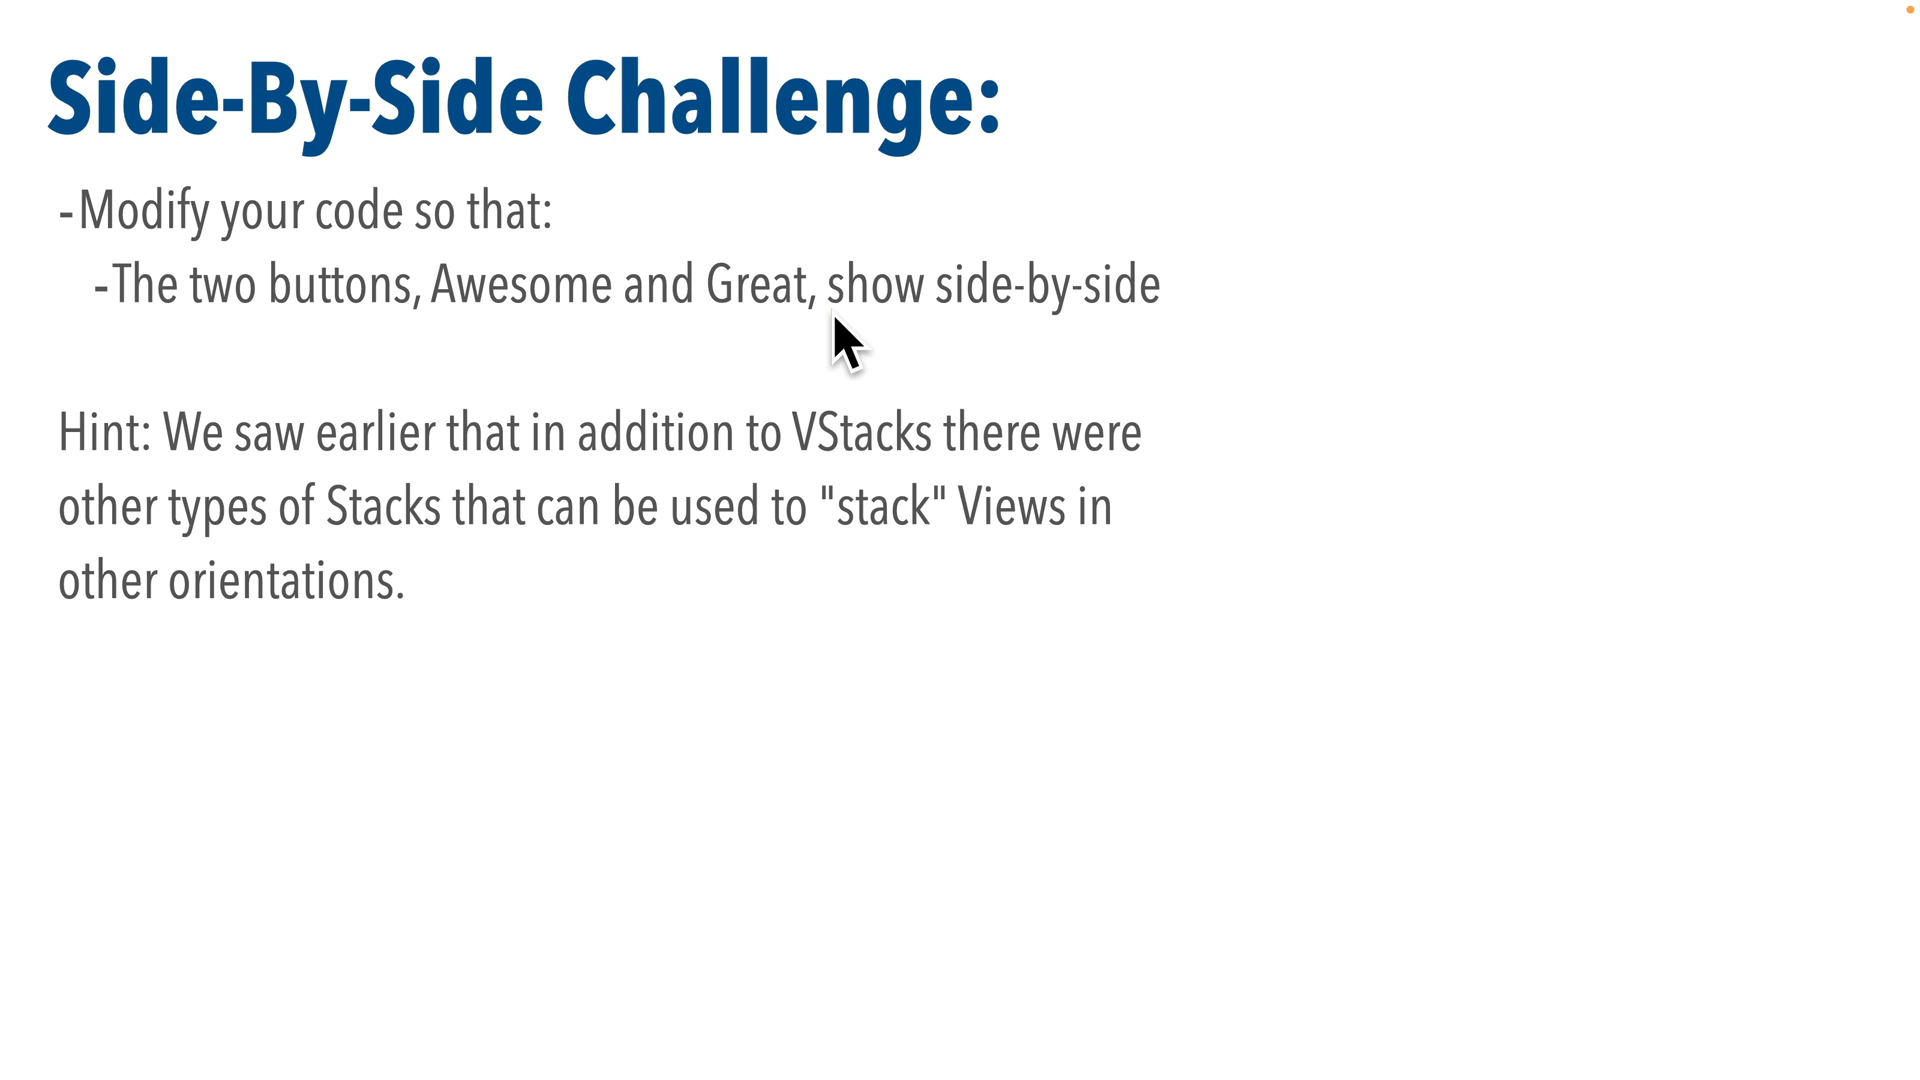 Side-By-Side Challenge:
-Modify your code so that:
-The two buttons, Awesome and Great, show side-by-side
Hint: We saw earlier that in addition to VStacks there were
other types of Stacks that can be used to "stack" Views in
other orientations.